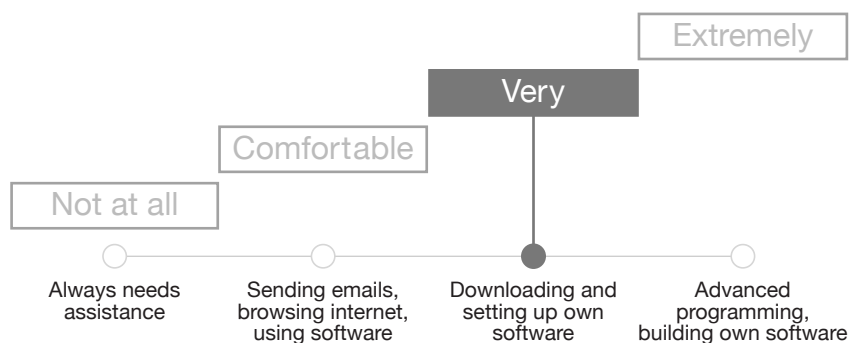 Extremely
Very
Comfortable
Not at all
Always needs
assistance
Sending emails,
browsing internet,
using software
Downloading and
setting up own
software
Advanced
programming,
building own software